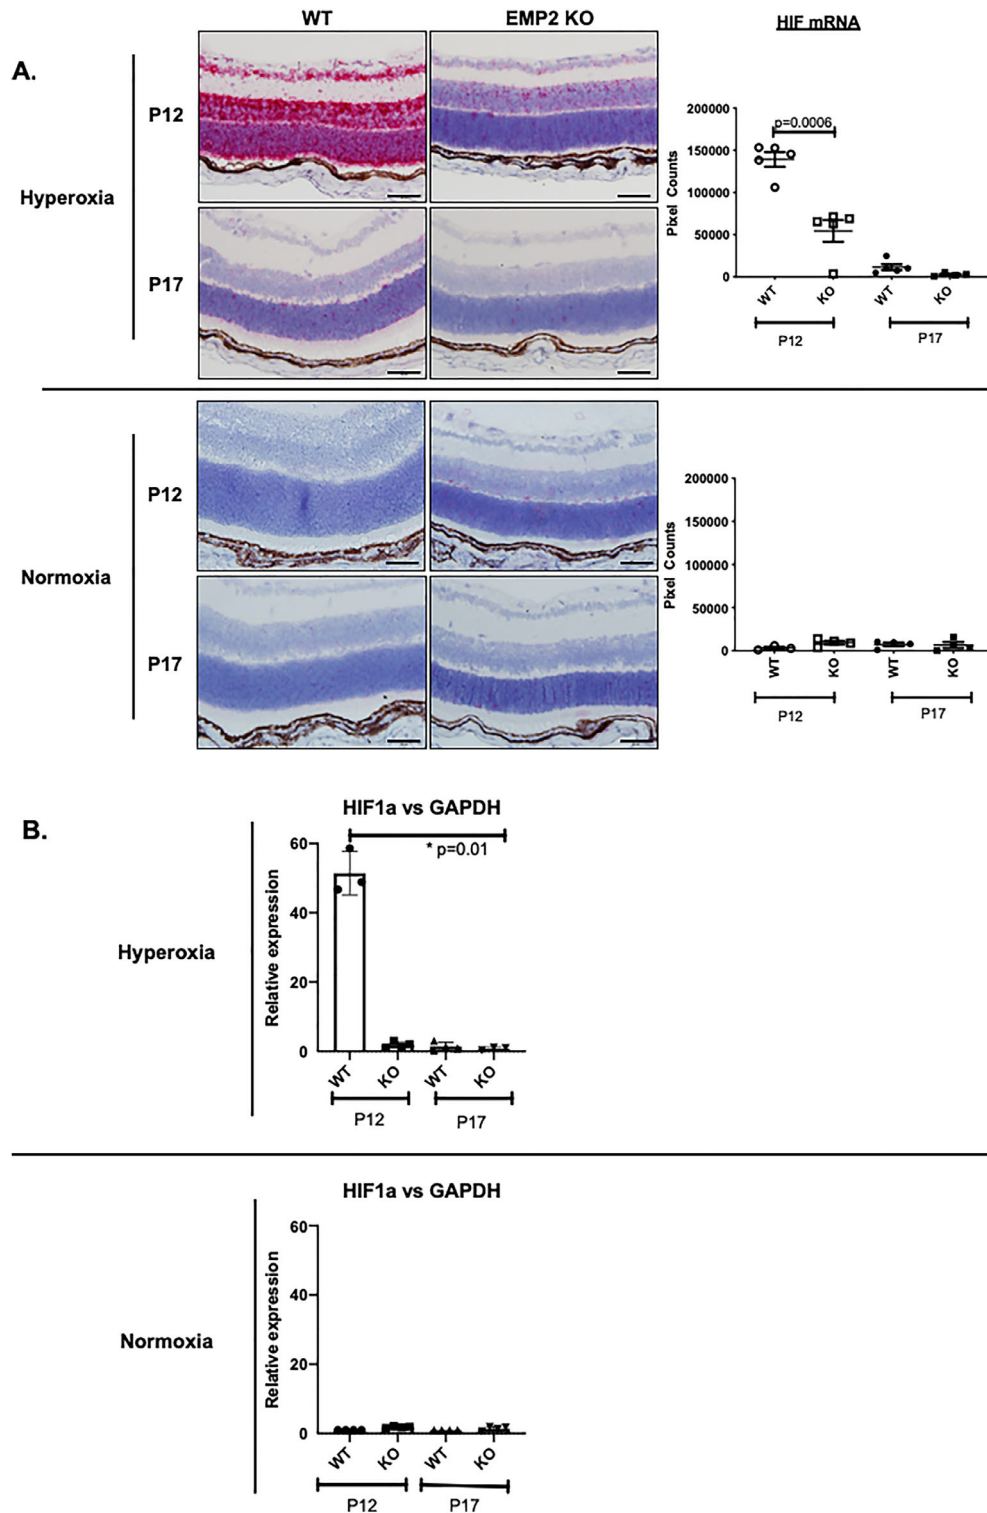 WT EMP2 KO HIF mRNA
A.
Hyperoxia
P12
P17
200000
150000
100000
50000
0
Pixel Counts
p=0.0006
WT KO WT KO
P12 P17
Normoxia
P12
P17
200000
150000
100000
50000
0
Pixel Counts
WT KO WT KO
P12 P17
B.
HIF1a vs GAPDH
Hyperoxia
60
40
20
0
Relative expression
* p=0.01
WT KO WT KO
P12 P17
HIF1a vs GAPDH
Normoxia
60
40
20
0
Relative expression
WT KO WT KO
P12 P17